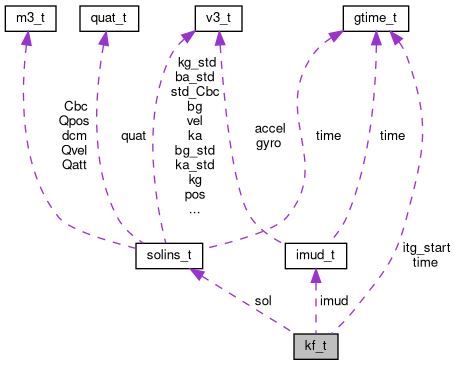 m3_t
quat_t
v3_t
gtime_t
kg_std
ba_std
std_Cbc
bg
vel
ka
bg_std
ka_std
kg
pos
...
Cbc
Qpos
dcm
Qvel
Qatt
quat
accel
gyro
time
time
solins_t
imud_t
itg_start
time
sol
imud
kf_t